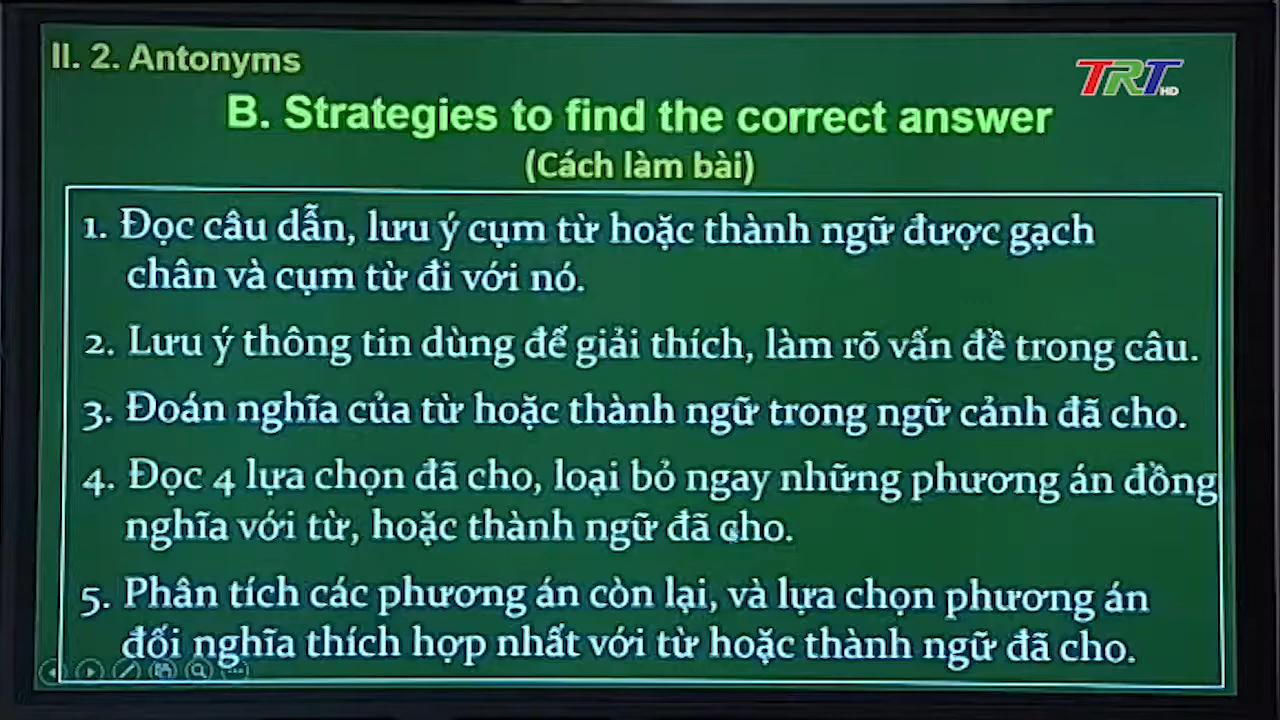 II. 2. Antonyms
TRT HD
B. Strategies to find the correct answer
(Cách làm bài)
1. Đọc câu dẫn, lưu ý cụm từ hoặc thành ngữ được gạch
chân và cụm từ đi với nó.
2. Lưu ý thông tin dùng để giải thích, làm rõ vấn đề trong câu.
3. Đoán nghĩa của từ hoặc thành ngữ trong ngữ cảnh đã cho.
4. Đọc 4 lựa chọn đã cho, loại bỏ ngay những phương án đồng
nghĩa với từ, hoặc thành ngữ đã cho.
5. Phân tích các phương án còn lại, và lựa chọn phương án
đối nghĩa thích hợp nhất với từ hoặc thành ngữ đã cho.